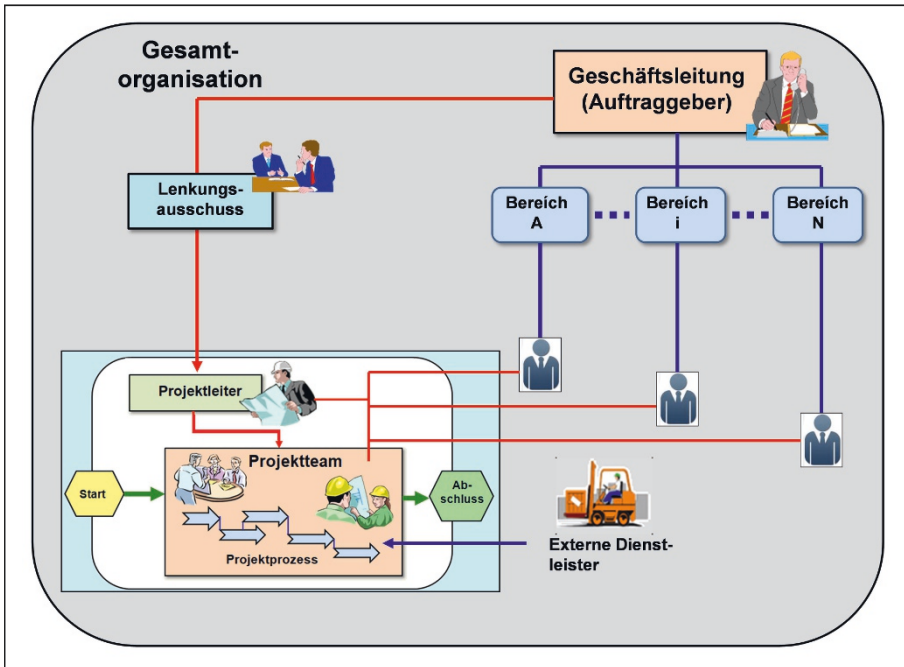 Gesamt-
organisation
Geschäftsleitung
(Auftraggeber)
Lenkungs-
ausschuss
Bereich
A
Bereich
i
Bereich
N
Projektleiter
Projektteam
Start
Ab-
schluss
Projektprozess
Externe Dienst-
leister